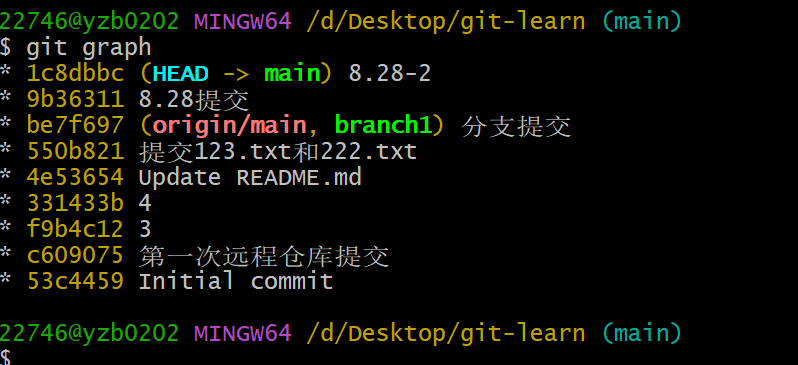 22746@yzb0202 MINGW64 /d/Desktop/git-learn (main)
$ git graph
* 1c8dbbc (HEAD -> main) 8.28-2
* 9b36311 8.28提交
* be7f697 (origin/main, branch1) 分支提交
* 550b821 提交123.txt和222.txt
* 4e53654 Update README.md
* 331433b 4
* f9b4c12 3
* c609075 第一次远程仓库提交
* 53c4459 Initial commit
22746@yzb0202 MINGW64 /d/Desktop/git-learn (main)
$